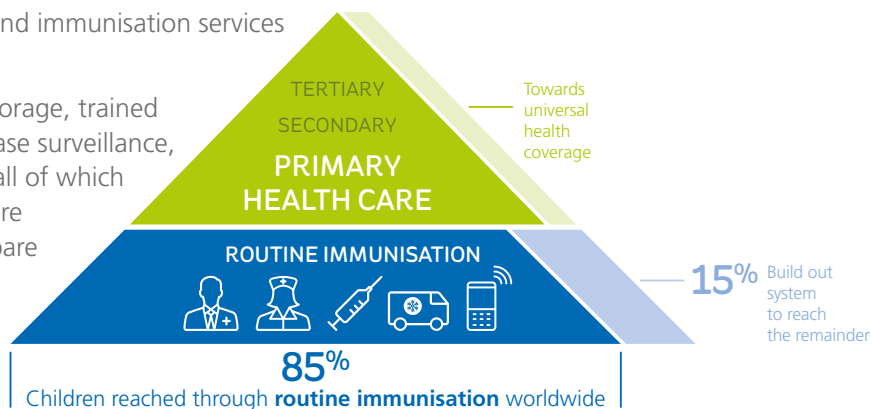 nd immunisation services
orage, trained
ase surveillance,
all of which
re
pare
TERTIARY
SECONDARY
PRIMARY
HEALTH CARE
Towards
universal
health
coverage
ROUTINE IMMUNISATION
15% Build out
system
to reach
the remainder
85%
Children reached through routine immunisation worldwide